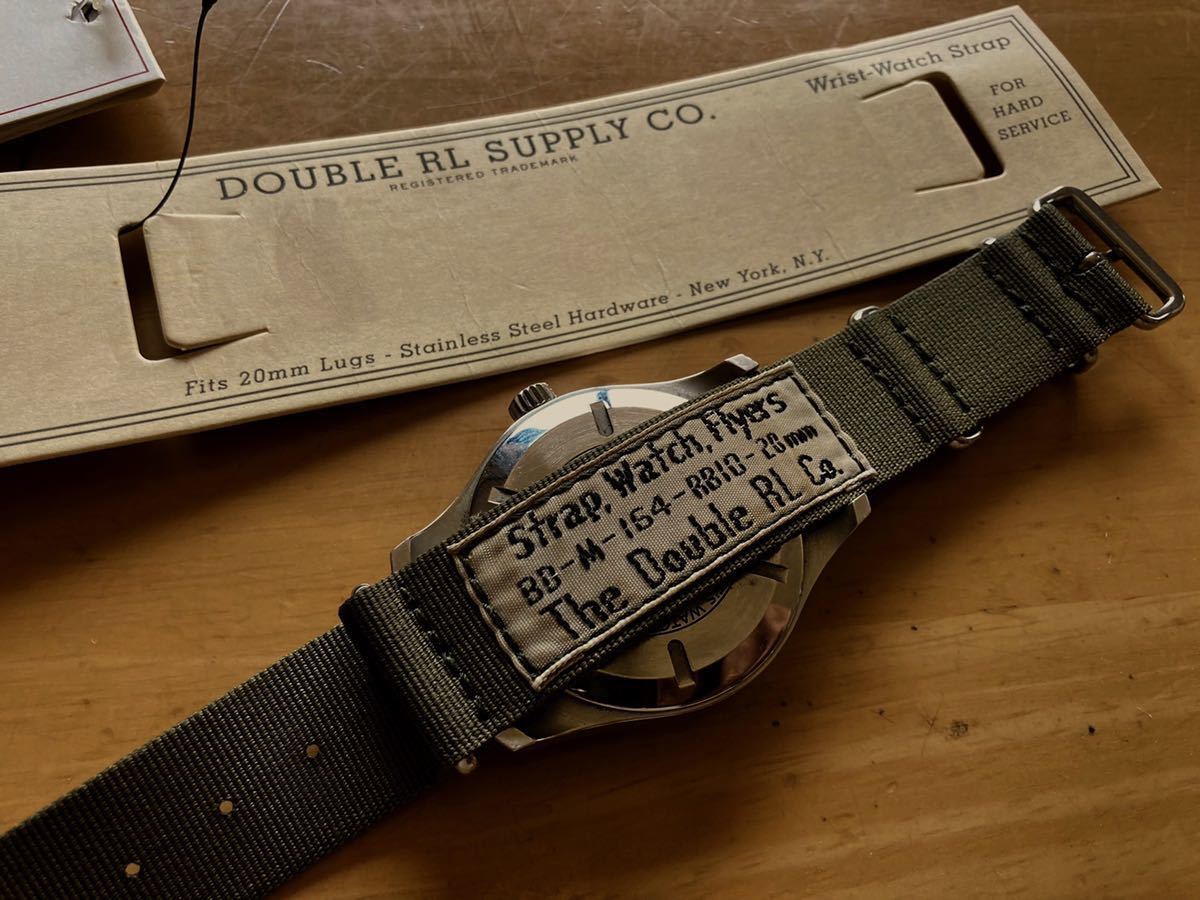 DOUBLE RL SUPPLY CO.
REGISTERED TRADEMARK
Wrist-Watch Strap
FOR
HARD
SERVICE
Fits 20mm Lugs - Stainless Steel Hardware - New York, N.Y.
Strap, Watch, Flyers
BD-M-164-RB10-20mm
The Double RL Co.